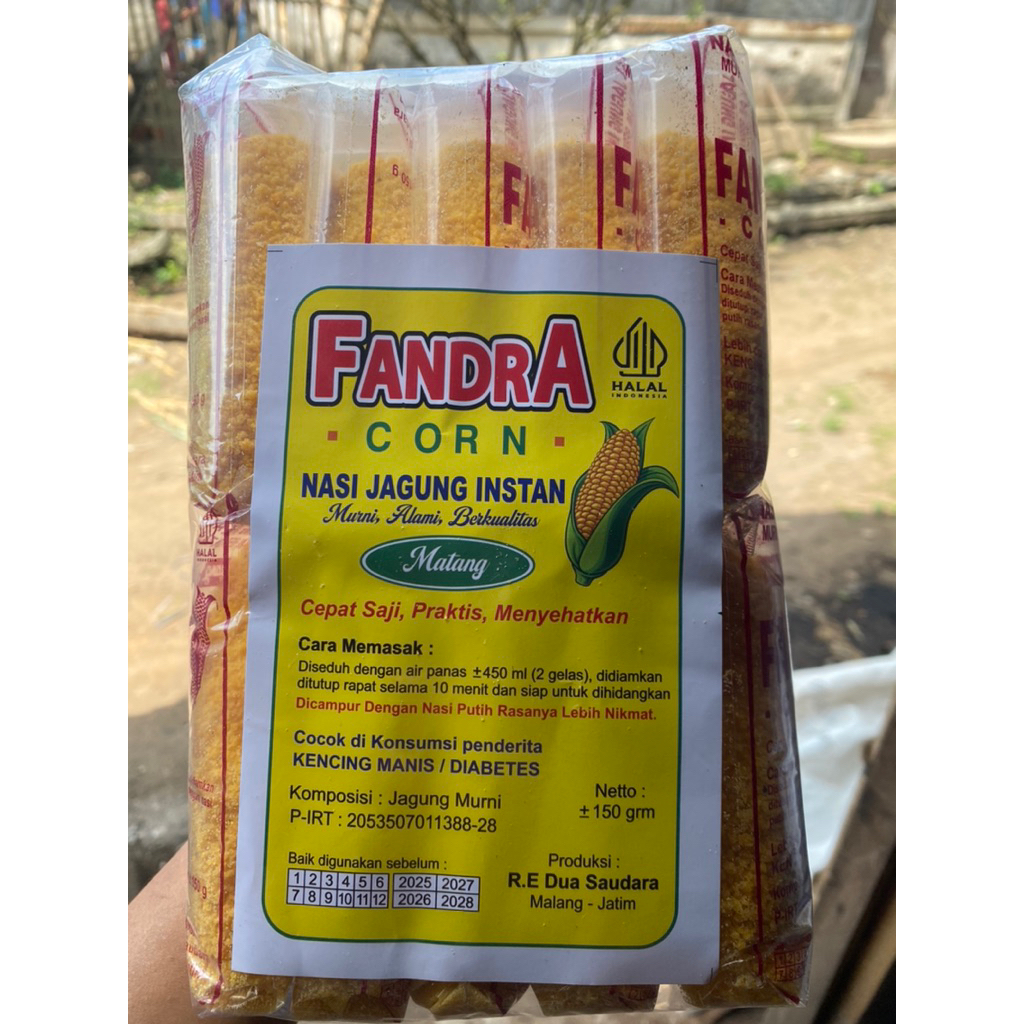 FANDRA
HALAL
INDONESIA
CORN
NASI JAGUNG INSTAN
Murni, Alami, Berkualitas
Matang
Cepat Saji, Praktis, Menyehatkan
Cara Memasak :
Diseduh dengan air panas ±450 ml (2 gelas), didiamkan
ditutup rapat selama 10 menit dan siap untuk dihidangkan
Dicampur Dengan Nasi Putih Rasanya Lebih Nikmat.
Cocok di Konsumsi penderita
KENCING MANIS / DIABETES
Komposisi : Jagung Murni
P-IRT : 2053507011388-28
Netto :
±150 grm
Baik digunakan sebelum :
1 2 3 4 5 6 2025 2027
7 8 9 10 11 12 2026 2028
Produksi :
R.E Dua Saudara
Malang - Jatim
HALAL
INDONESIA